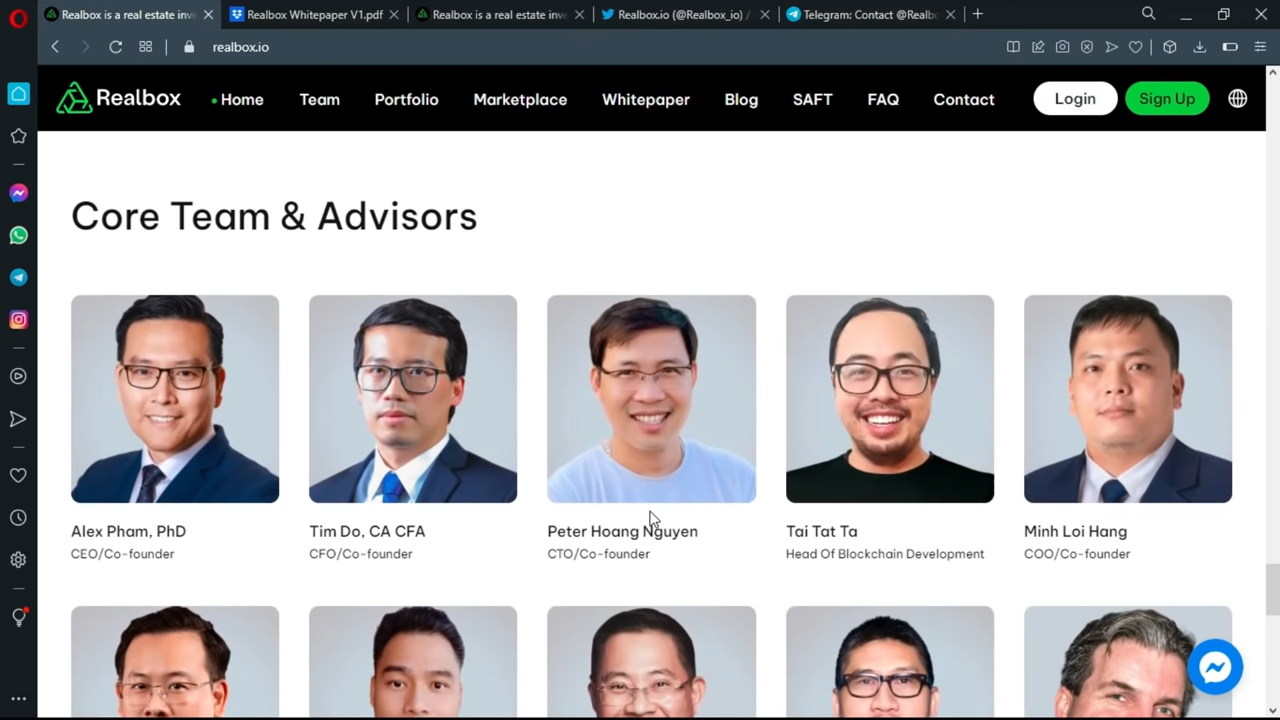 Realbox is a real estate inve
Realbox Whitepaper V1.pdf
Realbox is a real estate inve
Realbox.io (@Realbox_io) /
Telegram: Contact @Realb
realbox.io
Realbox
Home
Team
Portfolio
Marketplace
Whitepaper
Blog
SAFT
FAQ
Contact
Login
Sign Up
Core Team & Advisors
Alex Pham, PhD
CEO/Co-founder
Tim Do, CA CFA
CFO/Co-founder
Peter Hoang Nguyen
CTO/Co-founder
Tai Tat Ta
Head Of Blockchain Development
Minh Loi Hang
COO/Co-founder